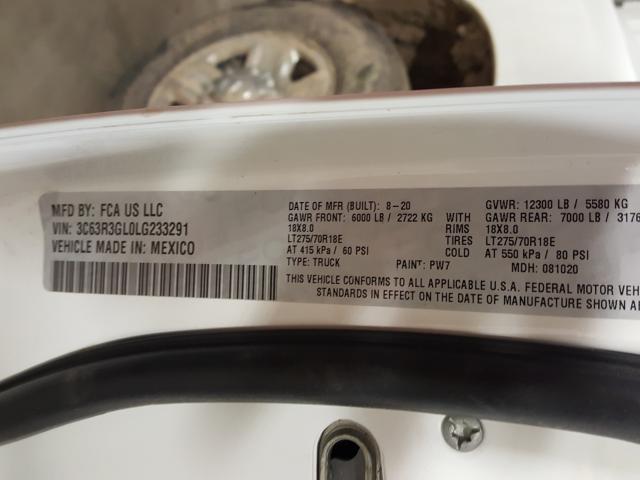 MFD BY: FCA US LLC
VIN: 3C63R3GL0LG233291
VEHICLE MADE IN: MEXICO
DATE OF MFR (BUILT): 8-20 GVWR: 12300 LB / 5580 KG
GAWR FRONT: 6000 LB / 2722 KG WITH GAWR REAR: 7000 LB / 3176
18X8.0 RIMS 18X8.0
LT275/70R18E TIRES LT275/70R18E
AT 415 kPa / 60 PSI COLD AT 550 kPa / 80 PSI
TYPE: TRUCK PAINT: PW7 MDH: 081020
THIS VEHICLE CONFORMS TO ALL APPLICABLE U.S.A. FEDERAL MOTOR VEH
STANDARDS IN EFFECT ON THE DATE OF MANUFACTURE SHOWN A